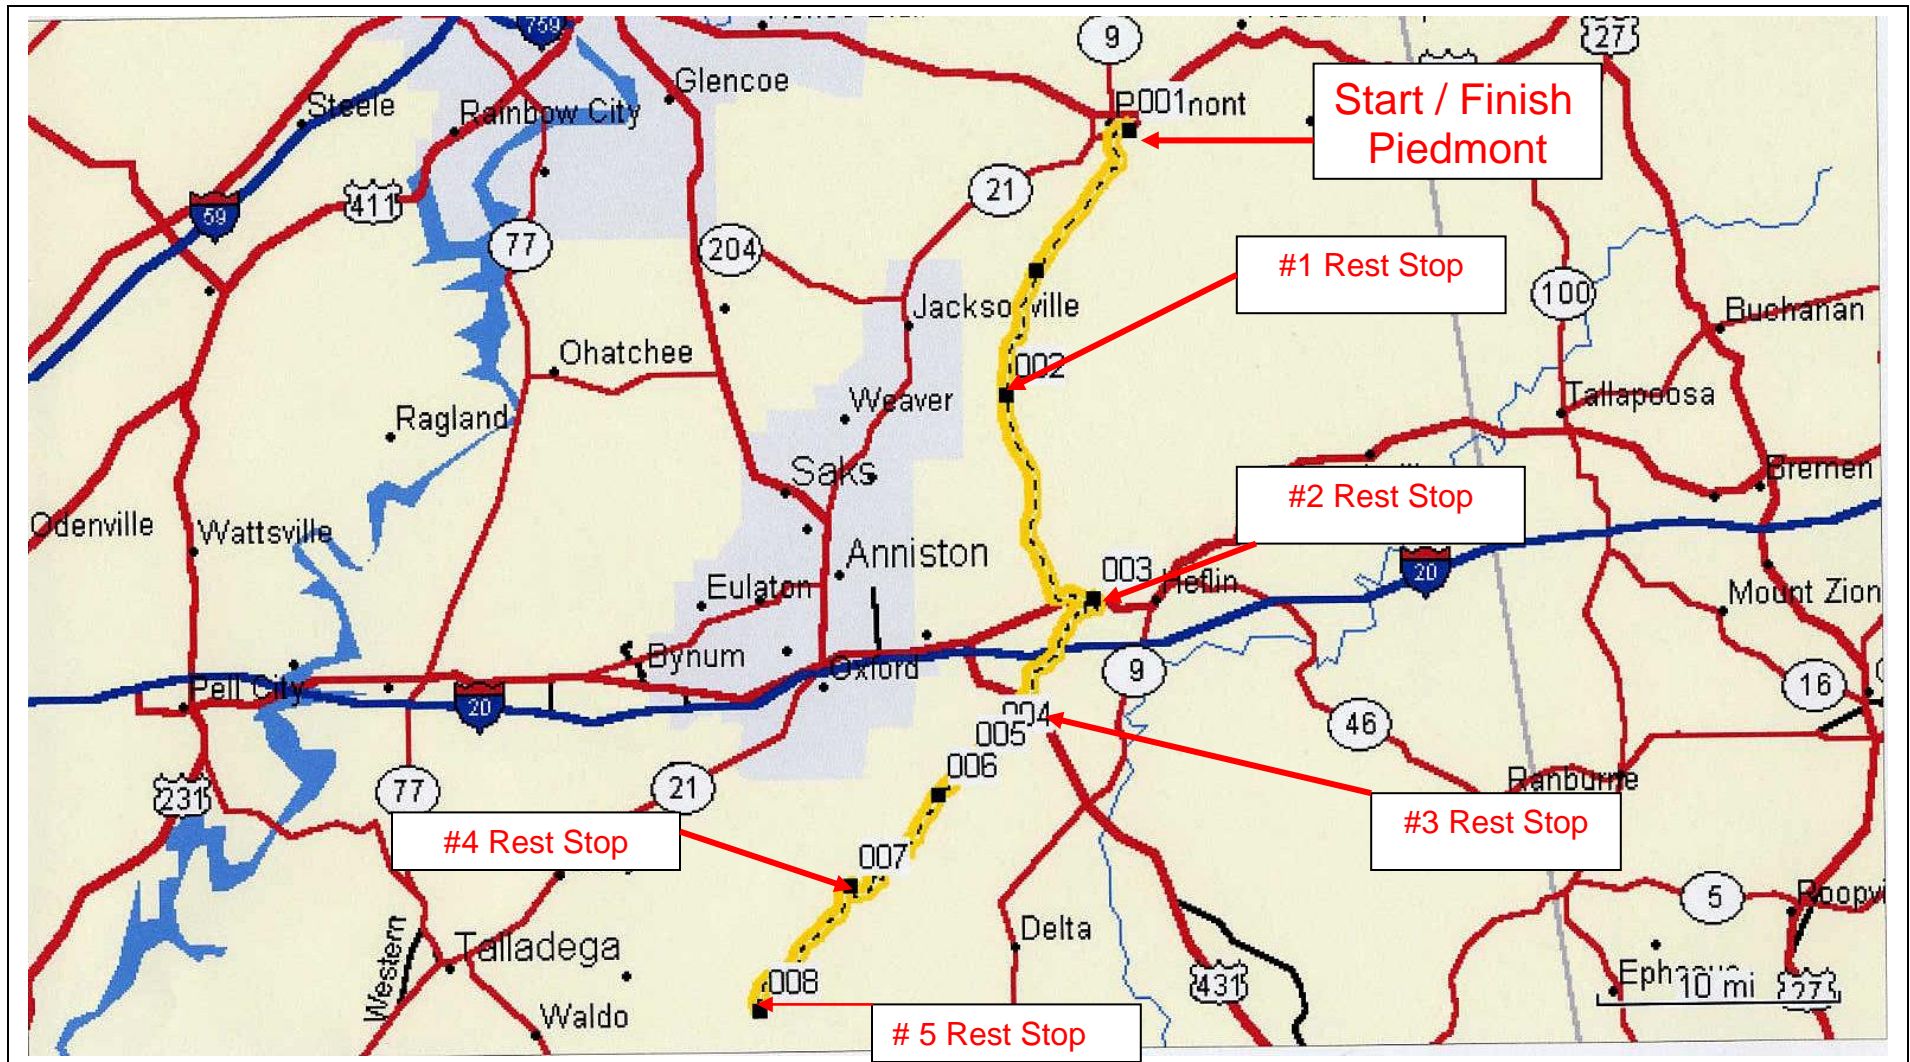 759
9
27
Glencoe
Steele
Rainbow City
001
Start / Finish
Piedmont
411
59
21
77
204
#1 Rest Stop
100
Jacksonville
Buchanan
Ohatchee
002
Weaver
Tallapoosa
Ragland
Saks
Bremen
#2 Rest Stop
Odenville
Wattsville
Anniston
003
Heflin
20
Eulaton
Mount Zion
Bynum
Oxford
9
16
Pell City
20
004
46
005
006
231
77
21
Ranburne
#4 Rest Stop
#3 Rest Stop
007
5
Delta
Talladega
Western
008
431
10 mi
27
Waldo
# 5 Rest Stop